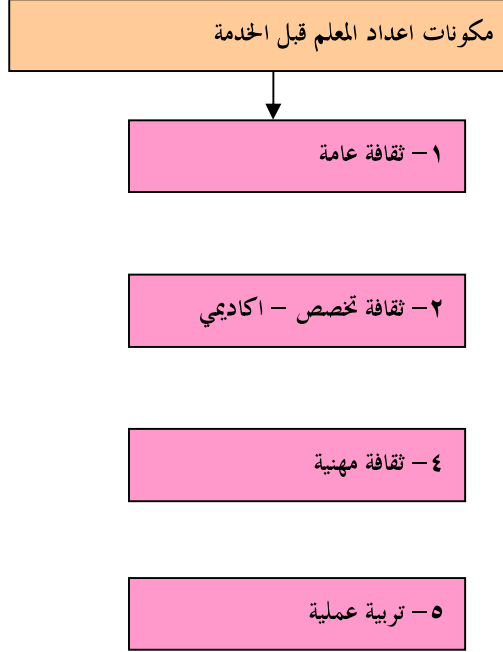 مكونات اعداد المعلم قبل الخدمة
١– ثقافة عامة
٢– ثقافة تخصص – اكاديمي
٤– ثقافة مهنية
٥– تربية عملية